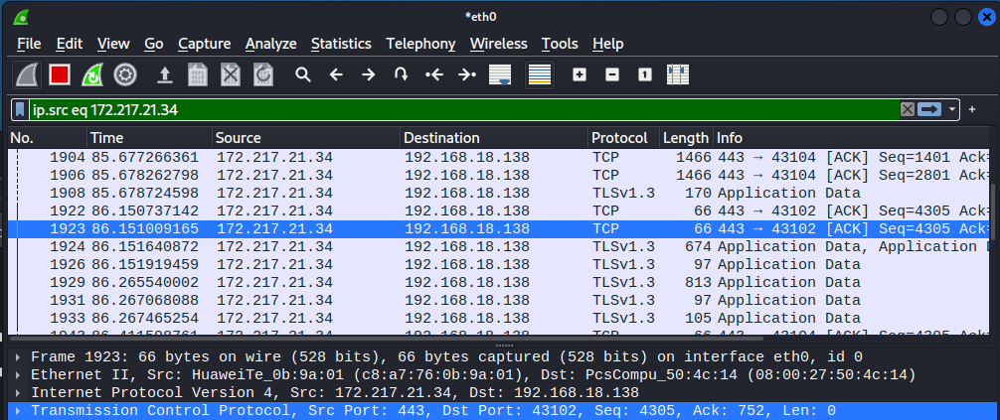 *eth0
File Edit View Go Capture Analyze Statistics Telephony Wireless Tools Help
ip.src eq 172.217.21.34
No. Time Source Destination Protocol Length Info
1904 85.677266361 172.217.21.34 192.168.18.138 TCP 1466 443 → 43104 [ACK] Seq=1401 Ack=
1906 85.678262798 172.217.21.34 192.168.18.138 TCP 1466 443 → 43104 [ACK] Seq=2801 Ack=
1908 85.678724598 172.217.21.34 192.168.18.138 TLSv1.3 170 Application Data
1922 86.150737142 172.217.21.34 192.168.18.138 TCP 66 443 → 43102 [ACK] Seq=4305 Ack=
1923 86.151009165 172.217.21.34 192.168.18.138 TCP 66 443 → 43102 [ACK] Seq=4305 Ack=
1924 86.151640872 172.217.21.34 192.168.18.138 TLSv1.3 674 Application Data, Application D
1926 86.151919459 172.217.21.34 192.168.18.138 TLSv1.3 97 Application Data
1929 86.265540002 172.217.21.34 192.168.18.138 TLSv1.3 813 Application Data
1931 86.267068088 172.217.21.34 192.168.18.138 TLSv1.3 97 Application Data
1933 86.267465254 172.217.21.34 192.168.18.138 TLSv1.3 105 Application Data
Frame 1923: 66 bytes on wire (528 bits), 66 bytes captured (528 bits) on interface eth0, id 0
Ethernet II, Src: HuaweiTe_0b:9a:01 (c8:a7:76:0b:9a:01), Dst: PcsCompu_50:4c:14 (08:00:27:50:4c:14)
Internet Protocol Version 4, Src: 172.217.21.34, Dst: 192.168.18.138
Transmission Control Protocol, Src Port: 443, Dst Port: 43102, Seq: 4305, Ack: 752, Len: 0